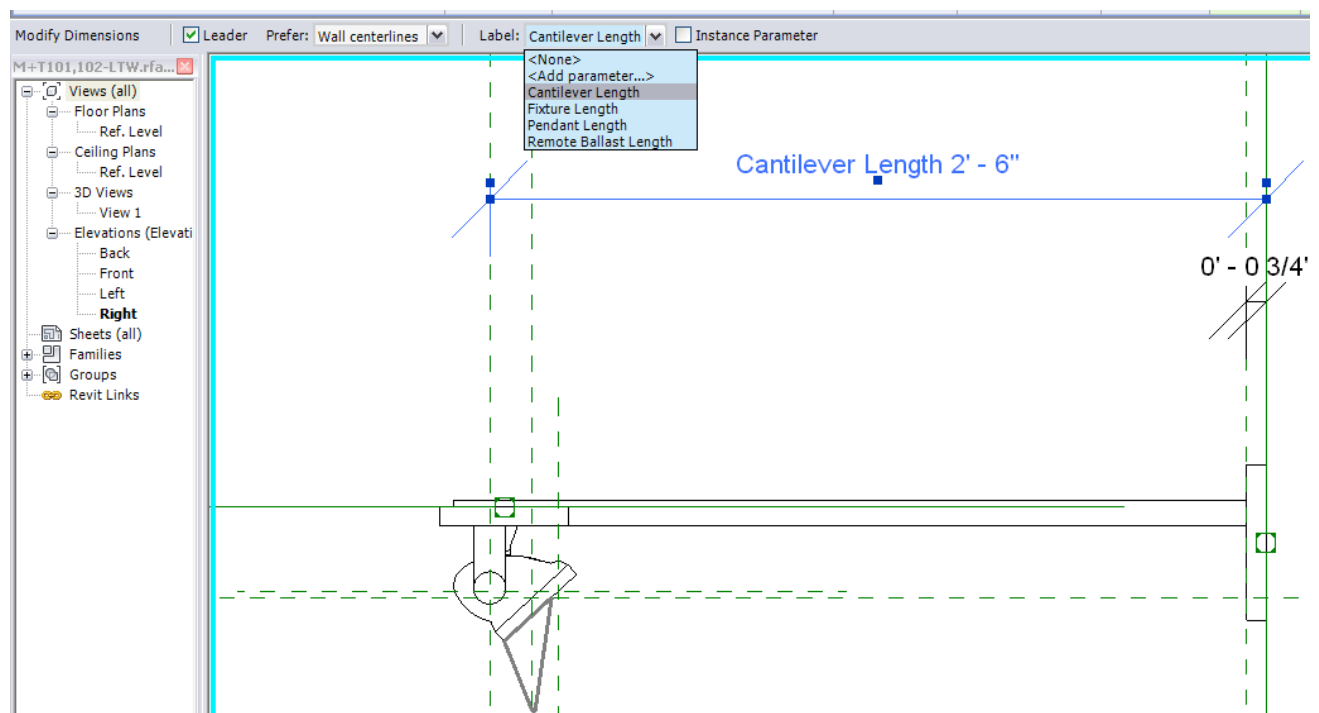 Modify Dimensions Leader Prefer: Wall centerlines Label: Cantilever Length Instance Parameter
M+T101,102-LTW.rfa...
Views (all)
Floor Plans
Ref. Level
Ceiling Plans
Ref. Level
3D Views
View 1
Elevations (Elevati
Back
Front
Left
Right
Sheets (all)
Families
Groups
Revit Links
<None>
<Add parameter...>
Cantilever Length
Fixture Length
Pendant Length
Remote Ballast Length
Cantilever Length 2' - 6"
0' - 0 3/4'